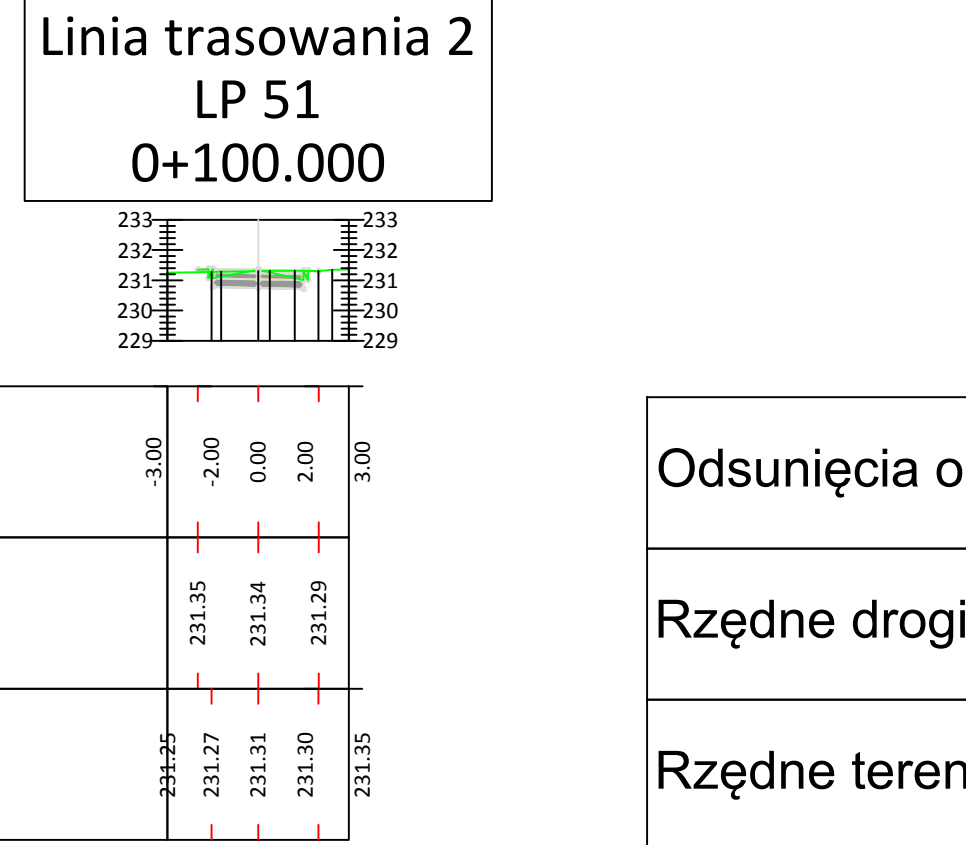 Linia trasowania 2
LP 51
0+100.000
233 233
232 232
231 231
230 230
229 229
-3.00 -2.00 0.00 2.00 3.00
Odsunięcia o
231.35 231.34 231.29
Rzędne drogi
231.25 231.27 231.31 231.30 231.35
Rzędne teren